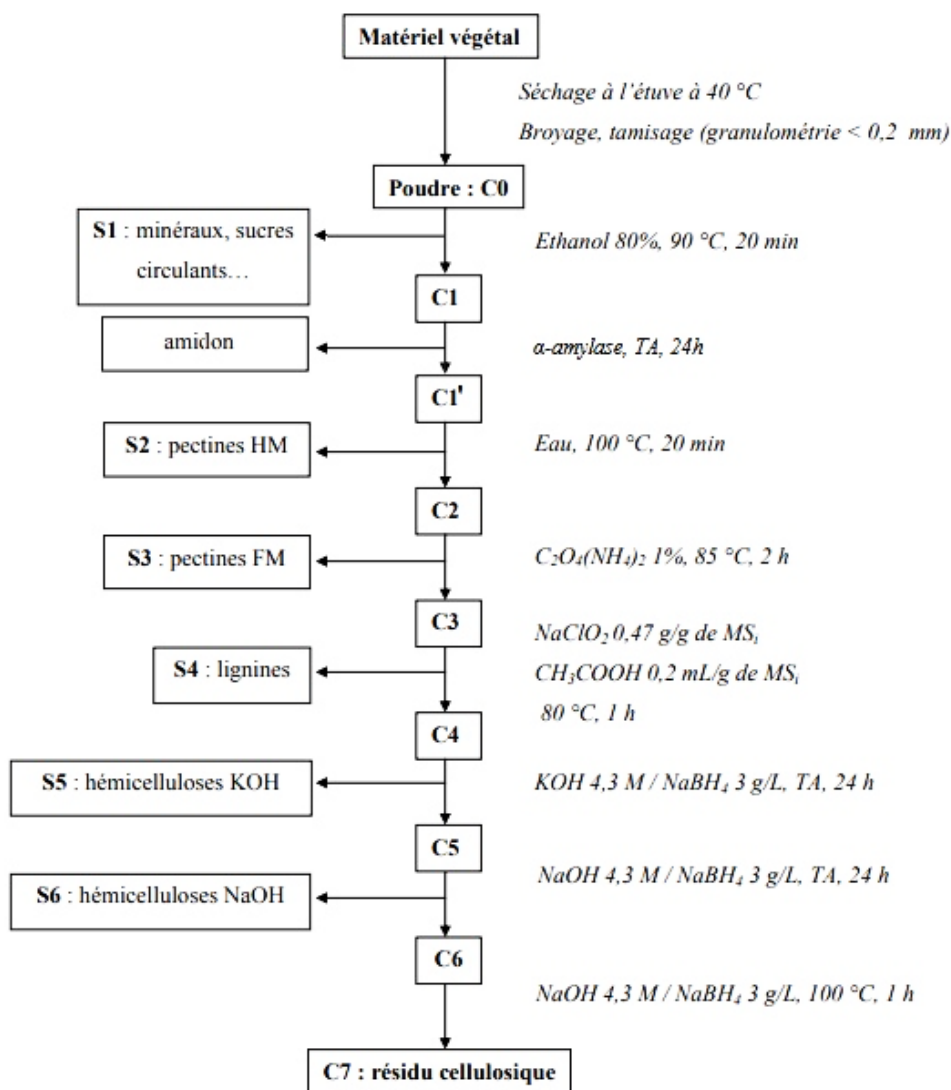 Matériel végétal
Séchage à l'étuve à 40 °C
Broyage, tamisage (granulométrie < 0,2 mm)
Poudre : C0
S1 : minéraux, sucres
circulants…
Ethanol 80%, 90 °C, 20 min
C1
amidon
α-amylase, TA, 24h
C1'
S2 : pectines HM
Eau, 100 °C, 20 min
C2
S3 : pectines FM
C₂O₄(NH₄)₂ 1%, 85 °C, 2 h
C3
NaClO₂ 0,47 g/g de MSᵢ
S4 : lignines
CH₃COOH 0,2 mL/g de MSᵢ
80 °C, 1 h
C4
S5 : hémicelluloses KOH
KOH 4,3 M / NaBH₄ 3 g/L, TA, 24 h
C5
NaOH 4,3 M / NaBH₄ 3 g/L, TA, 24 h
S6 : hémicelluloses NaOH
C6
NaOH 4,3 M / NaBH₄ 3 g/L, 100 °C, 1 h
C7 : résidu cellulosique